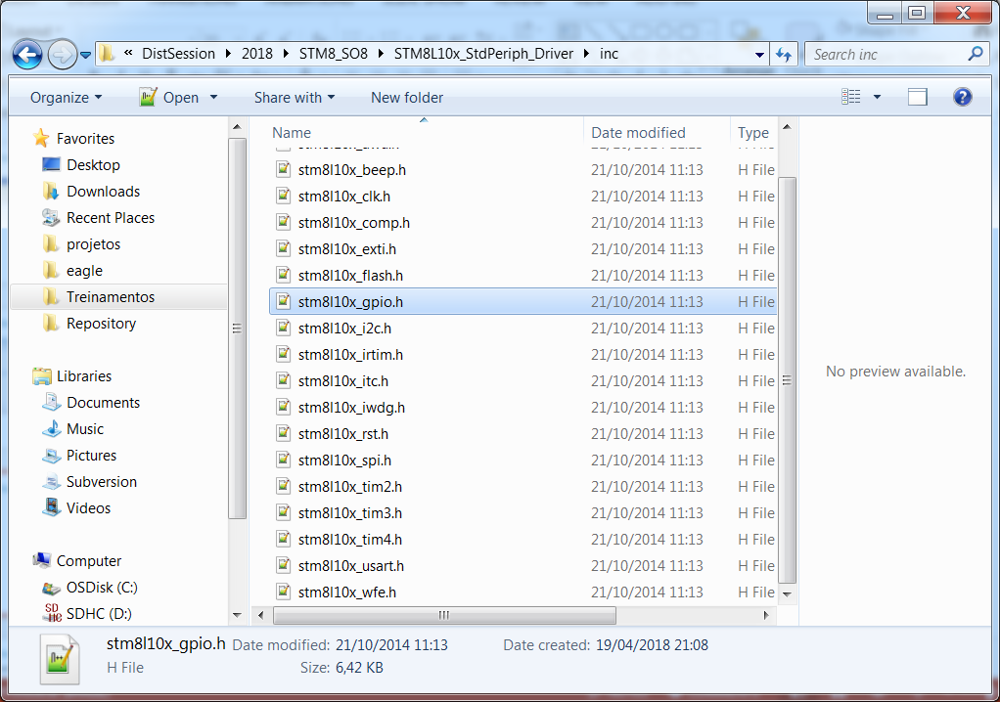 « DistSession ▸ 2018 ▸ STM8_SO8 ▸ STM8L10x_StdPeriph_Driver ▸ inc
Search inc
Organize Open Share with New folder
Favorites
Desktop
Downloads
Recent Places
projetos
eagle
Treinamentos
Repository
Libraries
Documents
Music
Pictures
Subversion
Videos
Computer
OSDisk (C:)
SDHC (D:)
Name Date modified Type
stm8l10x_beep.h 21/10/2014 11:13 H File
stm8l10x_clk.h 21/10/2014 11:13 H File
stm8l10x_comp.h 21/10/2014 11:13 H File
stm8l10x_exti.h 21/10/2014 11:13 H File
stm8l10x_flash.h 21/10/2014 11:13 H File
stm8l10x_gpio.h 21/10/2014 11:13 H File
stm8l10x_i2c.h 21/10/2014 11:13 H File
stm8l10x_irtim.h 21/10/2014 11:13 H File
stm8l10x_itc.h 21/10/2014 11:13 H File
stm8l10x_iwdg.h 21/10/2014 11:13 H File
stm8l10x_rst.h 21/10/2014 11:13 H File
stm8l10x_spi.h 21/10/2014 11:13 H File
stm8l10x_tim2.h 21/10/2014 11:13 H File
stm8l10x_tim3.h 21/10/2014 11:13 H File
stm8l10x_tim4.h 21/10/2014 11:13 H File
stm8l10x_usart.h 21/10/2014 11:13 H File
stm8l10x_wfe.h 21/10/2014 11:13 H File
No preview available.
stm8l10x_gpio.h Date modified: 21/10/2014 11:13 Date created: 19/04/2018 21:08
H File Size: 6,42 KB